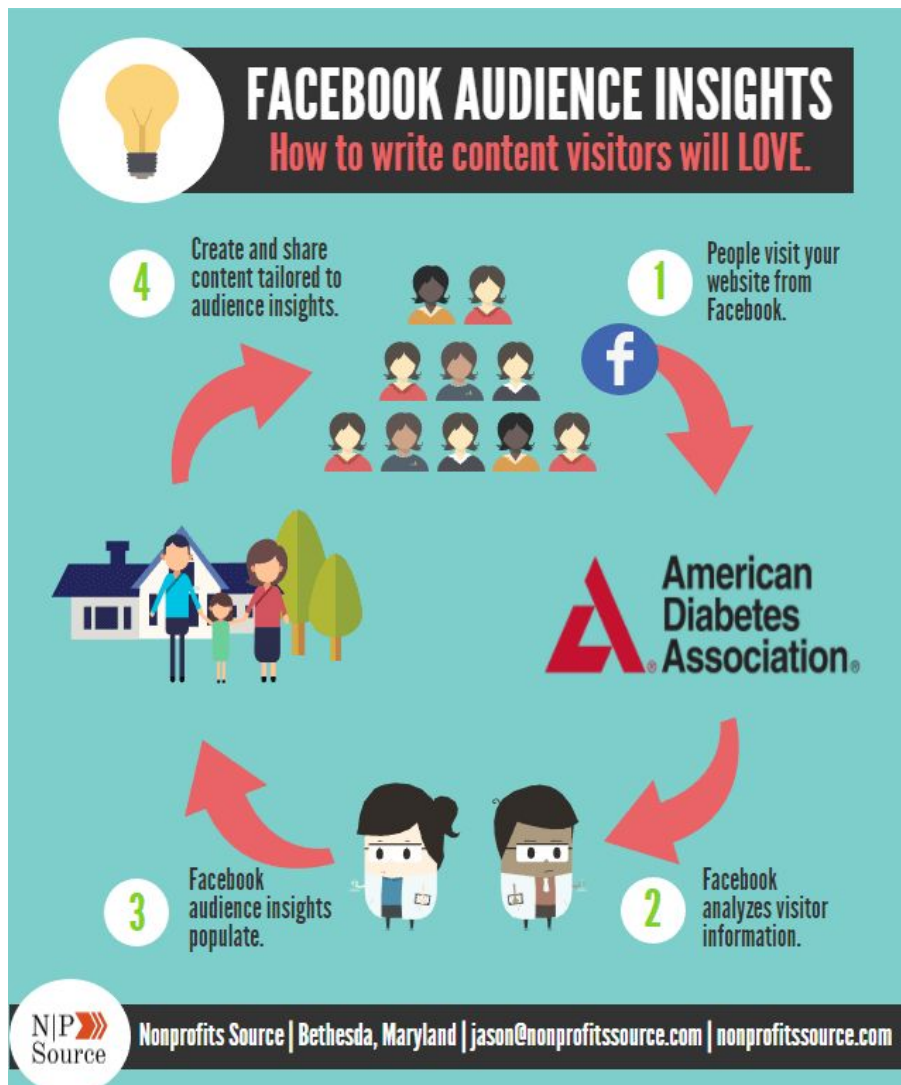 FACEBOOK AUDIENCE INSIGHTS
How to write content visitors will LOVE.
1
People visit your
website from
Facebook.
f
American
Diabetes
Association®
2
Facebook
analyzes visitor
information.
3
Facebook
audience insights
populate.
4
Create and share
content tailored to
audience insights.
N|P
Source
Nonprofits Source | Bethesda, Maryland | jason@nonprofitssource.com | nonprofitssource.com